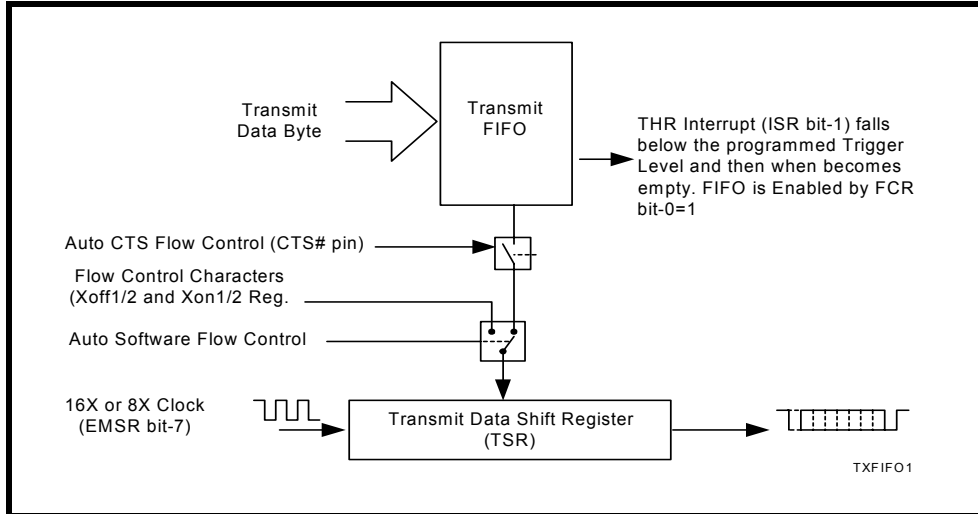 Transmit
Data Byte
Transmit
FIFO
THR Interrupt (ISR bit-1) falls
below the programmed Trigger
Level and then when becomes
empty. FIFO is Enabled by FCR
bit-0=1
Auto CTS Flow Control (CTS# pin)
Flow Control Characters
(Xoff1/2 and Xon1/2 Reg.
Auto Software Flow Control
16X or 8X Clock
(EMSR bit-7)
Transmit Data Shift Register
(TSR)
TXFIFO1